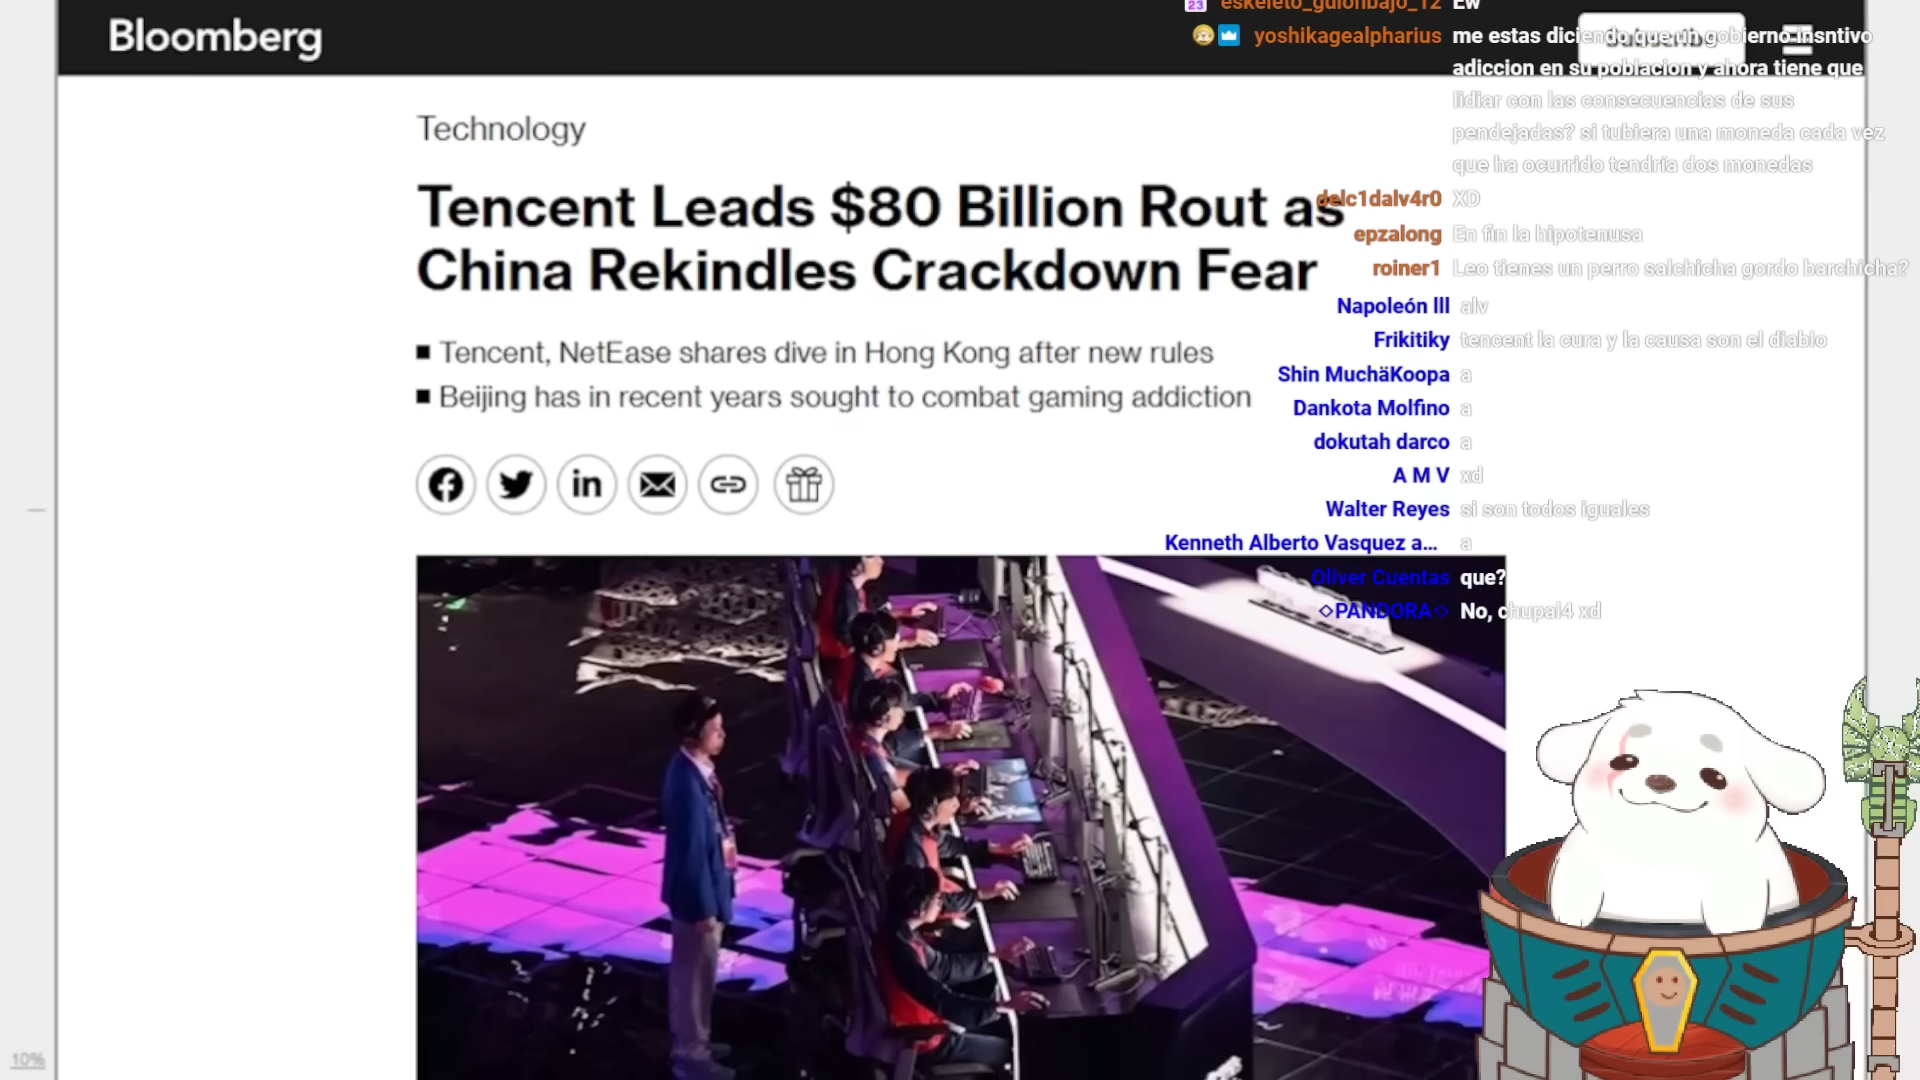 Bloomberg
Technology
Tencent Leads $80 Billion Rout as
China Rekindles Crackdown Fear
■ Tencent, NetEase shares dive in Hong Kong after new rules
■ Beijing has in recent years sought to combat gaming addiction
10%
23 eskeleto_guionbajo_12 Ew
yoshikagealpharius me estas diciendo que un gobierno insntivo
adiccion en su poblacion y ahora tiene que
lidiar con las consecuencias de sus
pendejadas? si tubiera una moneda cada vez
que ha ocurrido tendría dos monedas
delc1dalv4r0 XD
epzalong En fin la hipotenusa
roiner1 Leo tienes un perro salchicha gordo barchicha?
Napoleón lll alv
Frikitiky tencent la cura y la causa son el diablo
Shin MuchäKoopa a
Dankota Molfino a
dokutah darco a
A M V xd
Walter Reyes si son todos iguales
Kenneth Alberto Vasquez a... a
Oliver Cuentas que?
◇PANDORA◇ No, chupal4 xd